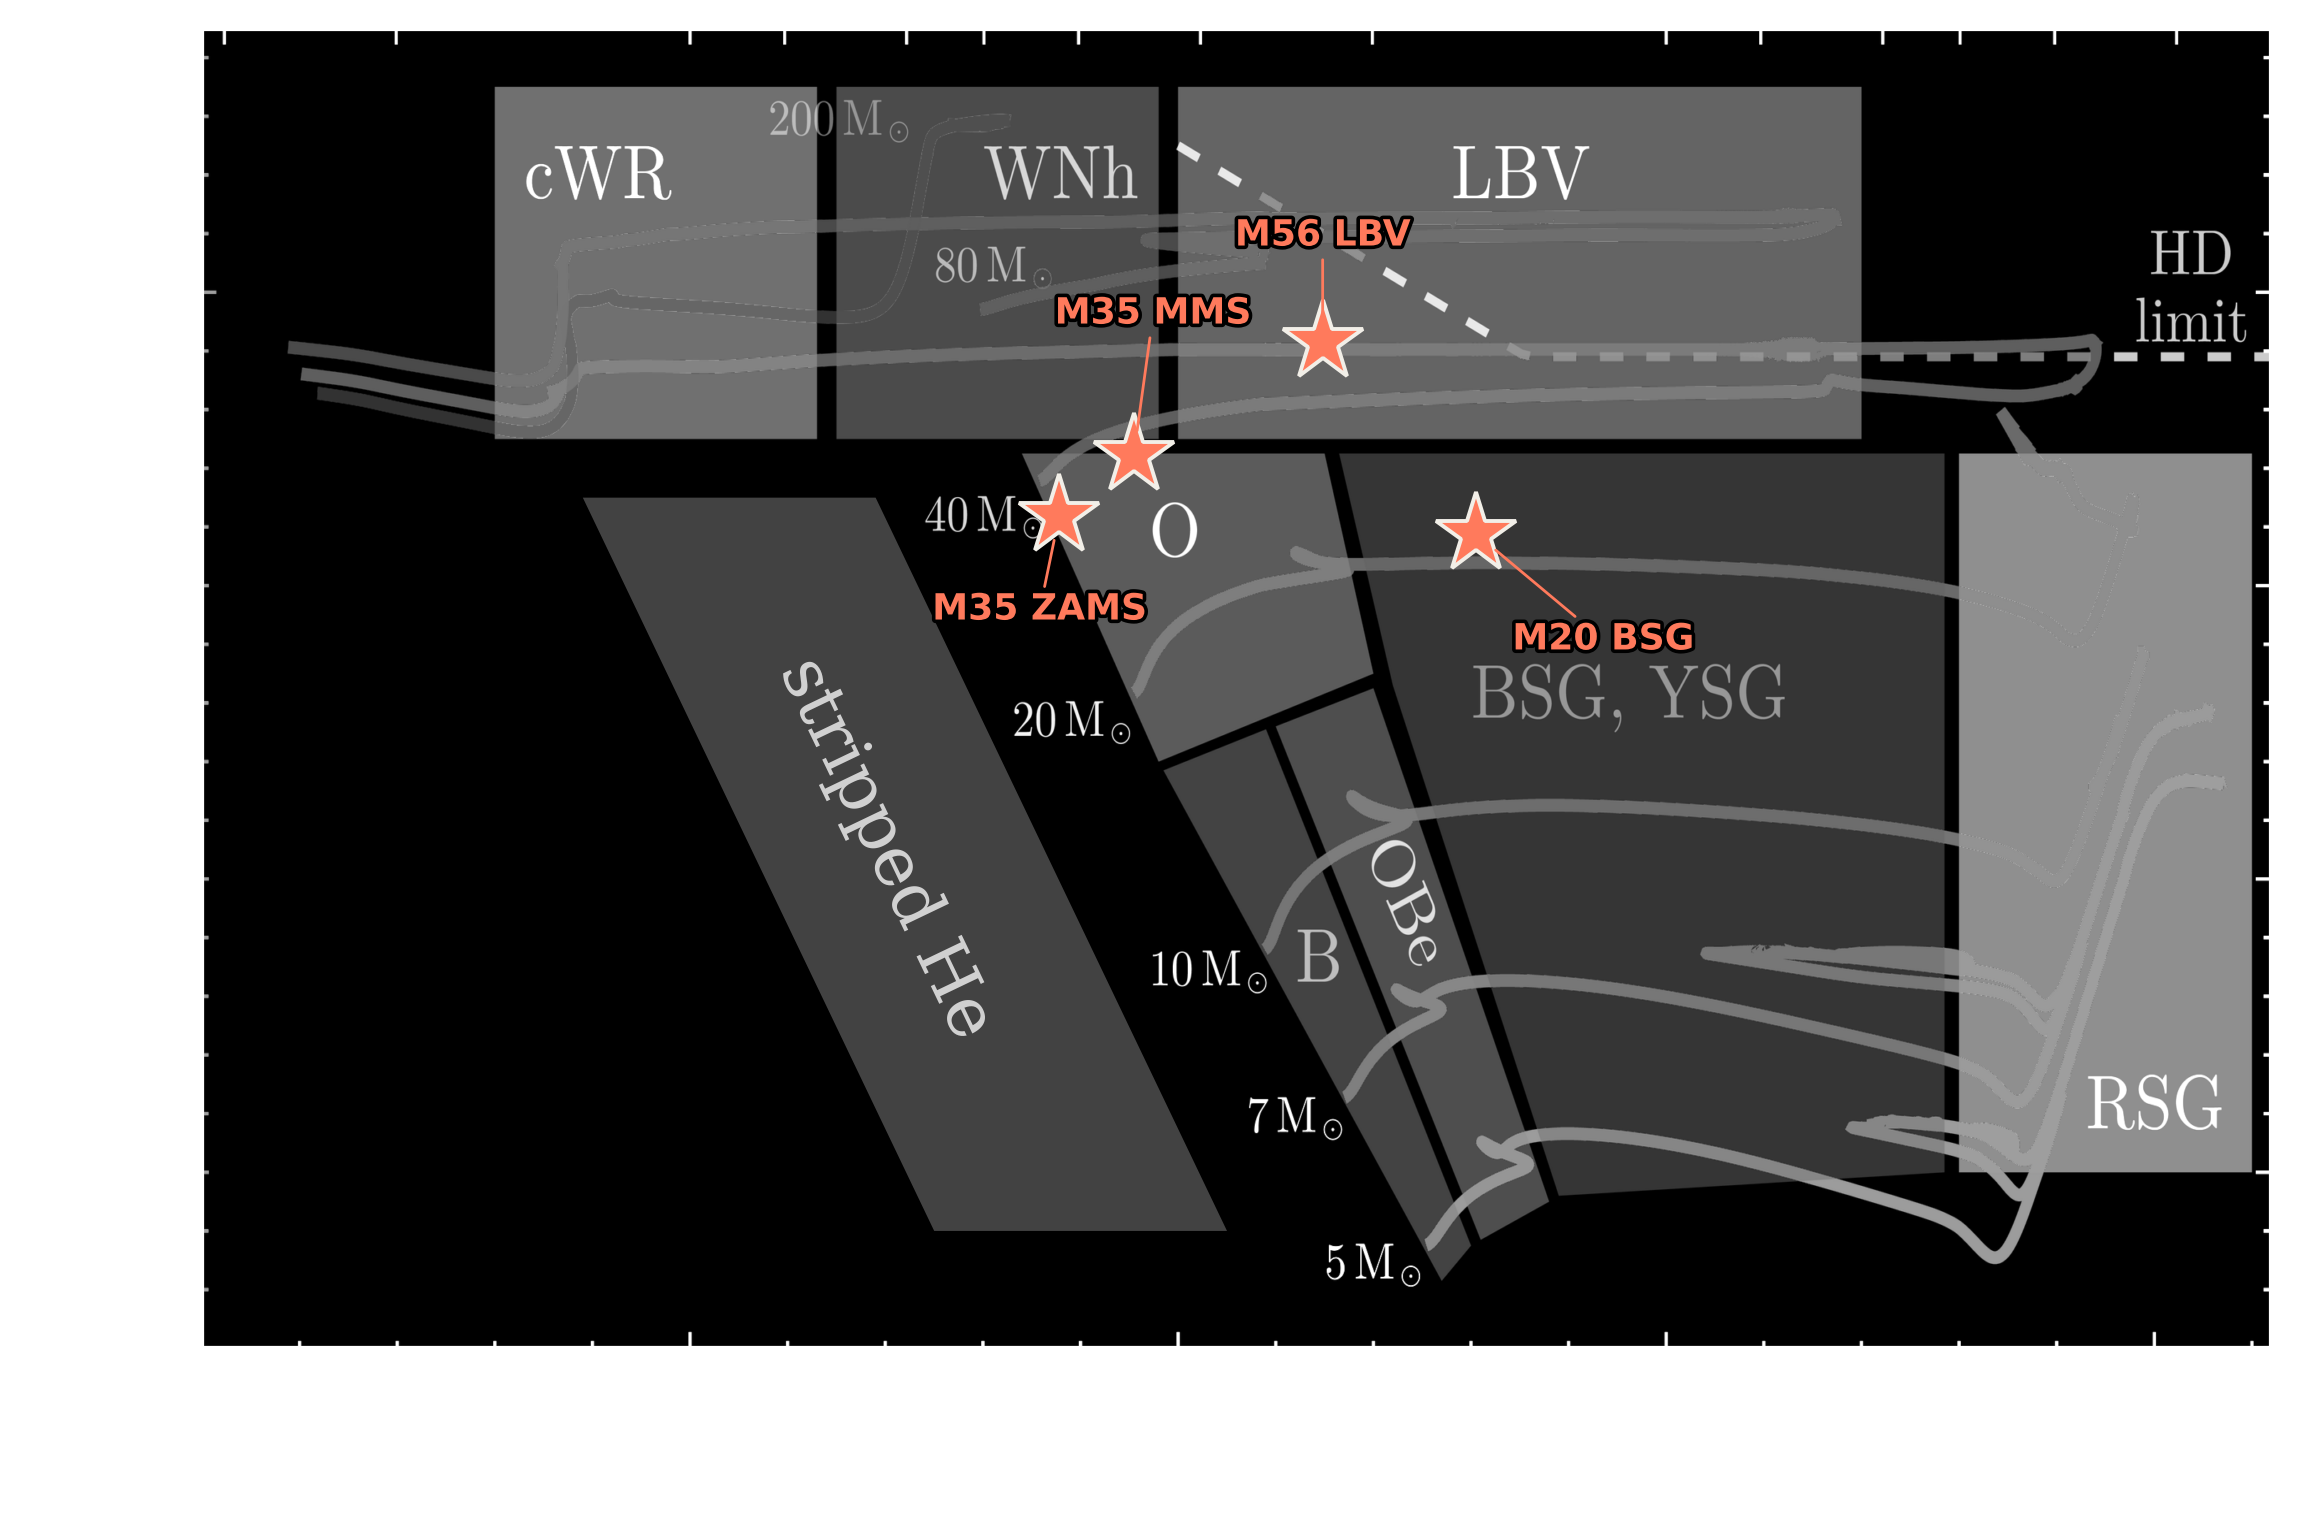 200 M☉
cWR
WNh
LBV
M56 LBV
80 M☉
HD
limit
M35 MMS
40 M☉
O
M35 ZAMS
M20 BSG
BSG, YSG
20 M☉
stripped He
OBe
B
10 M☉
7 M☉
RSG
5 M☉